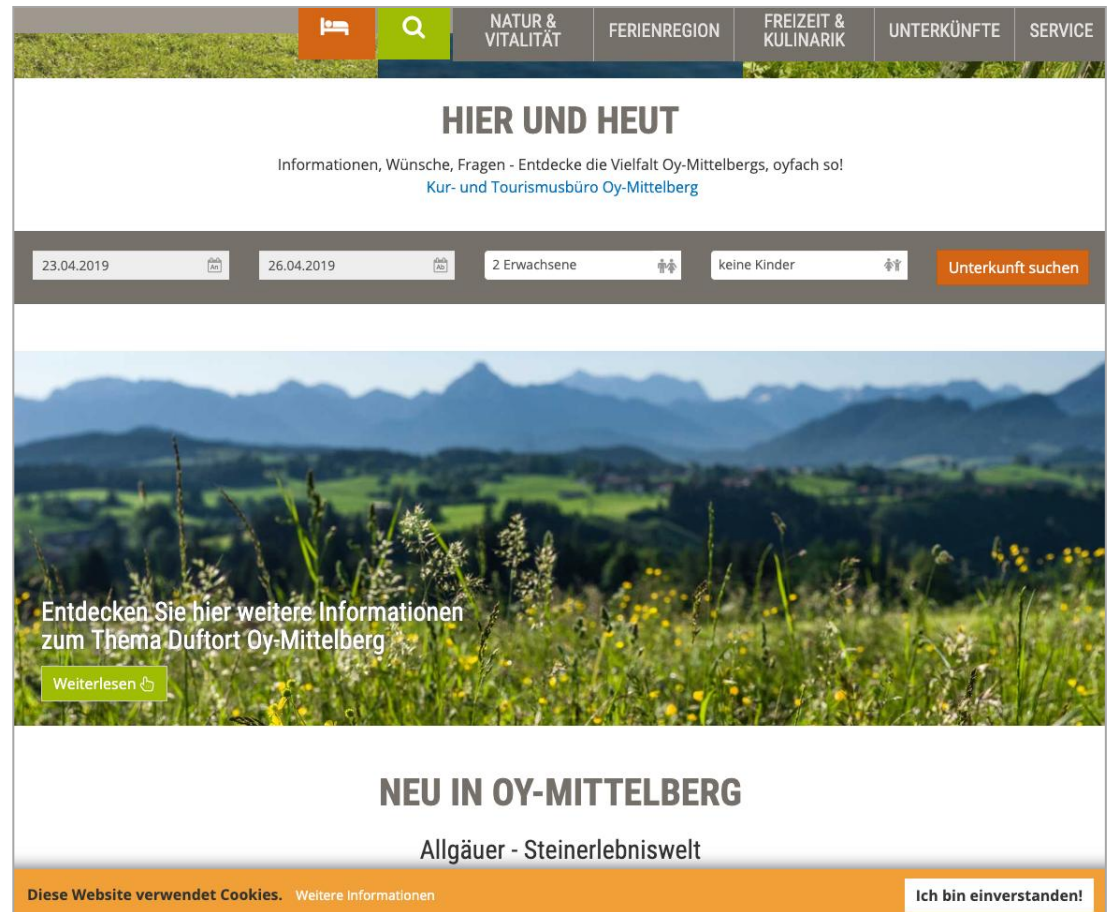 NATUR &
VITALITÄT
FERIENREGION
FREIZEIT &
KULINARIK
UNTERKÜNFTE
SERVICE
HIER UND HEUT
Informationen, Wünsche, Fragen - Entdecke die Vielfalt Oy-Mittelbergs, oyfach so!
Kur- und Tourismusbüro Oy-Mittelberg
23.04.2019 An 26.04.2019 Ab 2 Erwachsene keine Kinder Unterkunft suchen
Entdecken Sie hier weitere Informationen
zum Thema Duftort Oy-Mittelberg
Weiterlesen
NEU IN OY-MITTELBERG
Allgäuer - Steinerlebniswelt
Diese Website verwendet Cookies. Weitere Informationen Ich bin einverstanden!